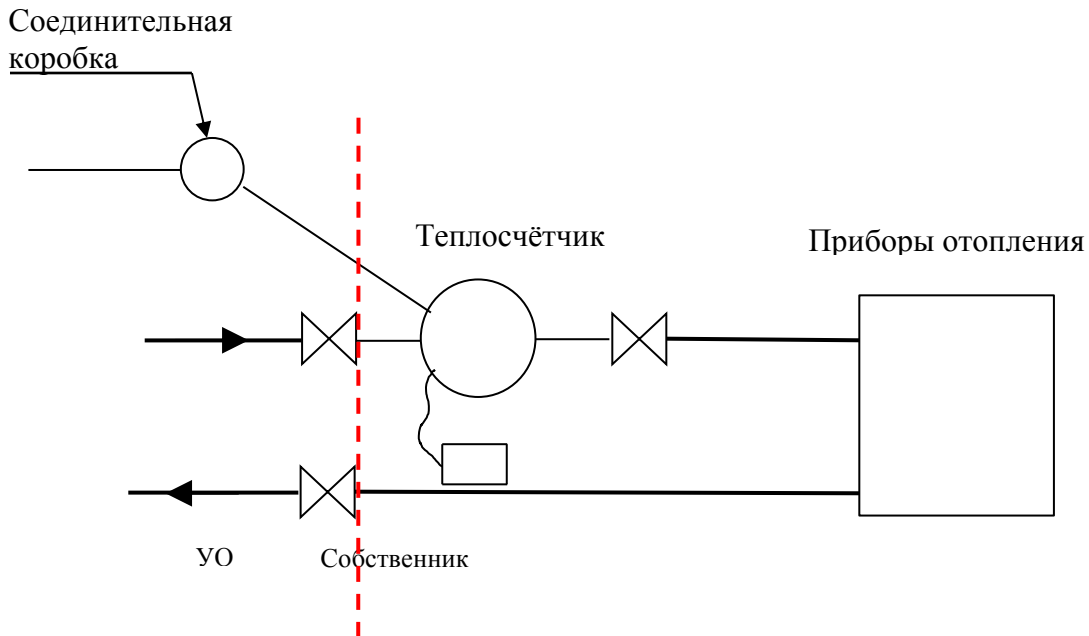 Соединительная
коробка
Теплосчётчик
Приборы отопления
УО
Собственник